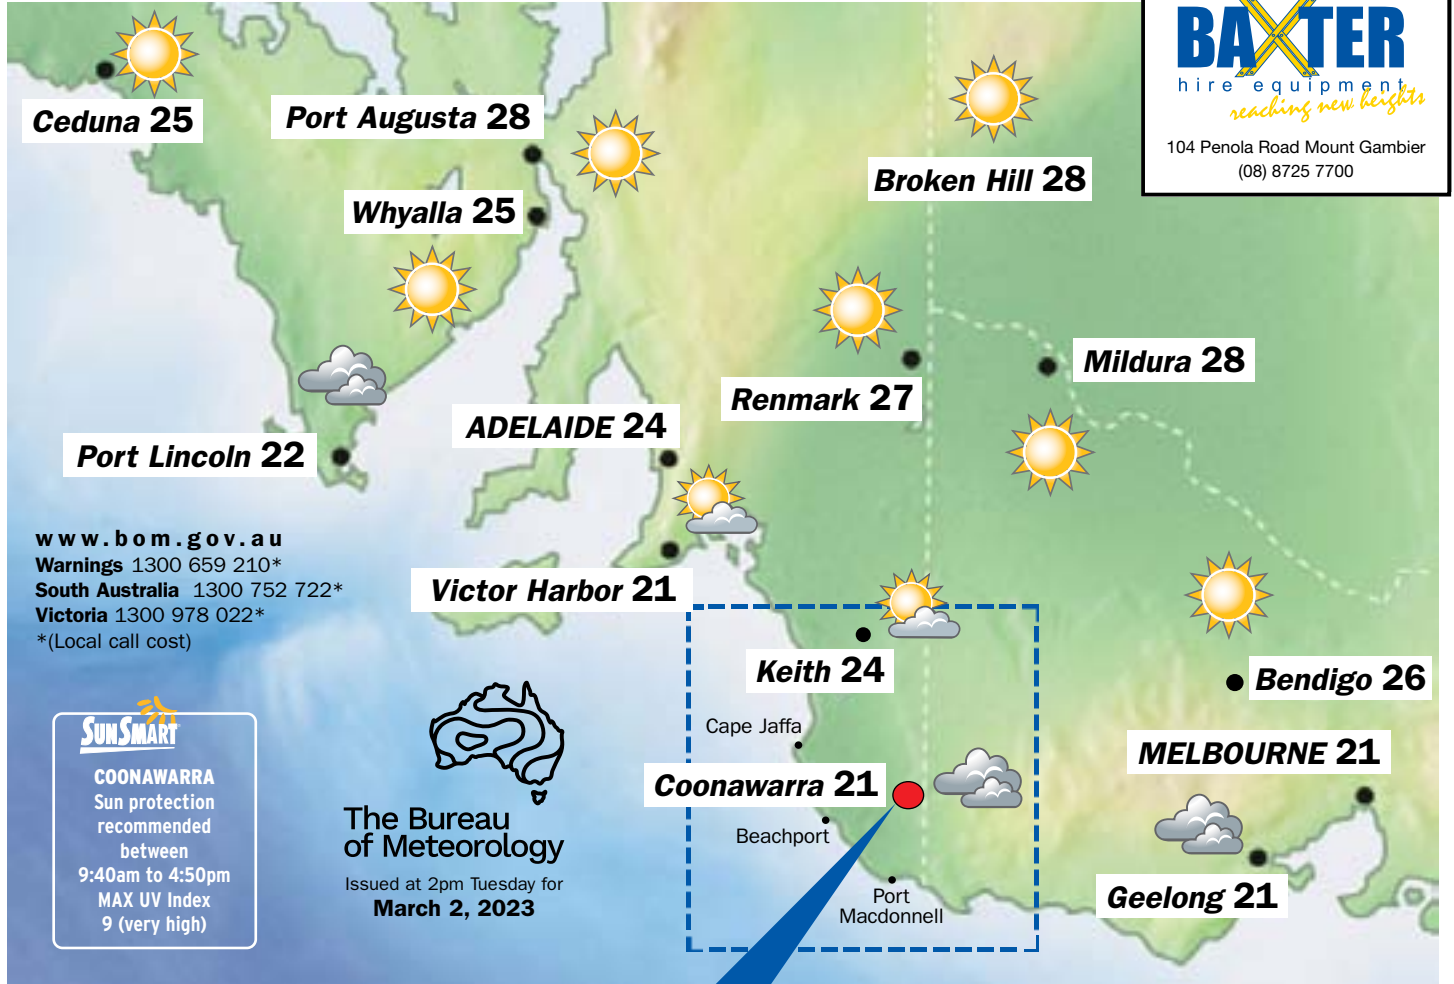 BAXTER
hire equipment
reaching new heights
104 Penola Road Mount Gambier
(08) 8725 7700
Ceduna 25
Port Augusta 28
Whyalla 25
Broken Hill 28
Renmark 27
Mildura 28
ADELAIDE 24
Port Lincoln 22
Victor Harbor 21
www.bom.gov.au
Warnings 1300 659 210*
South Australia 1300 752 722*
Victoria 1300 978 022*
*(Local call cost)
Keith 24
Bendigo 26
Cape Jaffa
MELBOURNE 21
Coonawarra 21
Beachport
Port
Macdonnell
Geelong 21
SUNSMART
COONAWARRA
Sun protection
recommended
between
9:40am to 4:50pm
MAX UV Index
9 (very high)
The Bureau
of Meteorology
Issued at 2pm Tuesday for
March 2, 2023